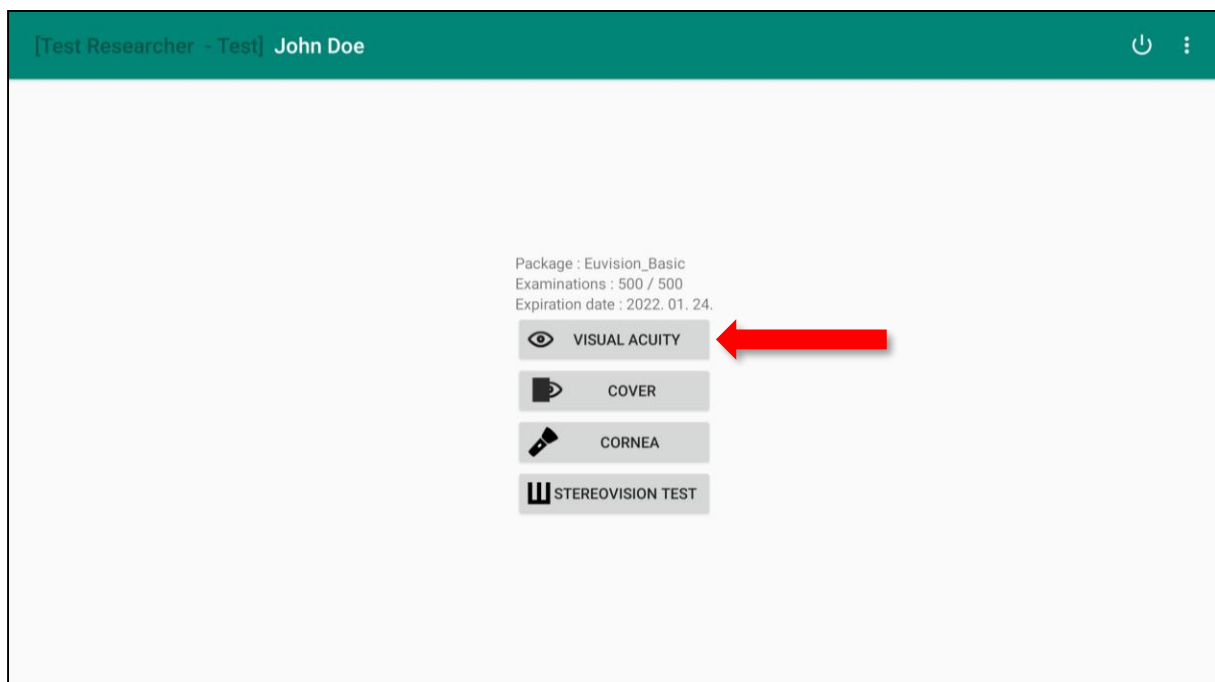 [Test Researcher - Test] John Doe
Package : Euvision_Basic
Examinations : 500 / 500
Expiration date : 2022. 01. 24.
VISUAL ACUITY
COVER
CORNEA
STEREOVISION TEST